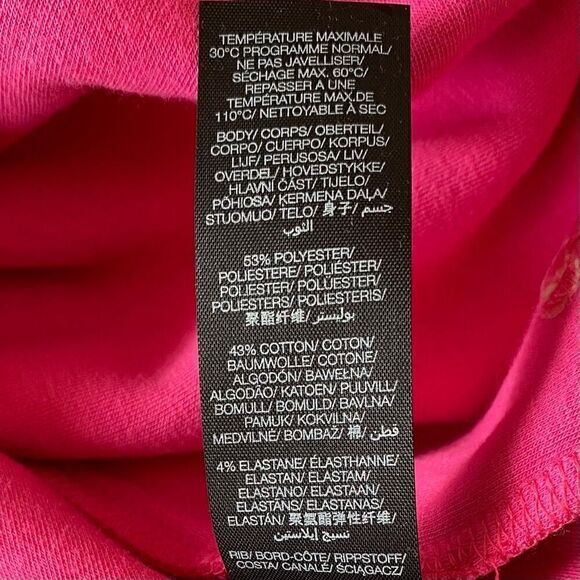 TEMPÉRATURE MAXIMALE
30°C PROGRAMME NORMAL/
NE PAS JAVELLISER/
SÉCHAGE MAX. 60°C/
REPASSER A UNE
TEMPÉRATURE MAX.DE
110°C/ NETTOYABLE À SEC
BODY/ CORPS/ OBERTEIL/
CORPO/ CUERPO/ KORPUS/
LIJF/ PERUSOSA/ LIV/
OVERDEL/ HOVEDSTYKKE/
HLAVNÍ ČÁST/ TIJELO/
PÕHIOSA/ ĶERMEŅA DAĻA/
STUOMUO/ TELO/ 身子/ جسم/
الثوب
53% POLYESTER/
POLIESTERE/ POLIÉSTER/
POLIESTER/ POLÜESTER/
POLIESTERS/ POLIESTERIS/
聚酯纤维/ بوليستر/
43% COTTON/ COTON/
BAUMWOLLE/ COTONE/
ALGODÓN/ BAWEŁNA/
ALGODÃO/ KATOEN/ PUUVILL/
BOMULL/ BOMULD/ BAVLNA/
PAMUK/ KOKVILNA/
MEDVILNĖ/ BOMBAŽ/ 棉/ قطن/
4% ELASTANE/ ÉLASTHANNE/
ELASTAN/ ELASTAM/
ELASTANO/ ELASTAAN/
ELASTĀNS/ ELASTANAS/
ELASTÁN/ 聚氨酯弹性纤维/
نسيج إيلاستين/
RIB/ BORD-CÔTE/ RIPPSTOFF/
COSTA/ CANALÉ/ ŚCIĄGACZ/